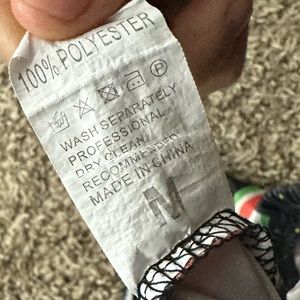 100% POLYESTER
WASH SEPARATELY
PROFESSIONAL
DRY CLEAN
RECOMMENDED
MADE IN CHINA
M